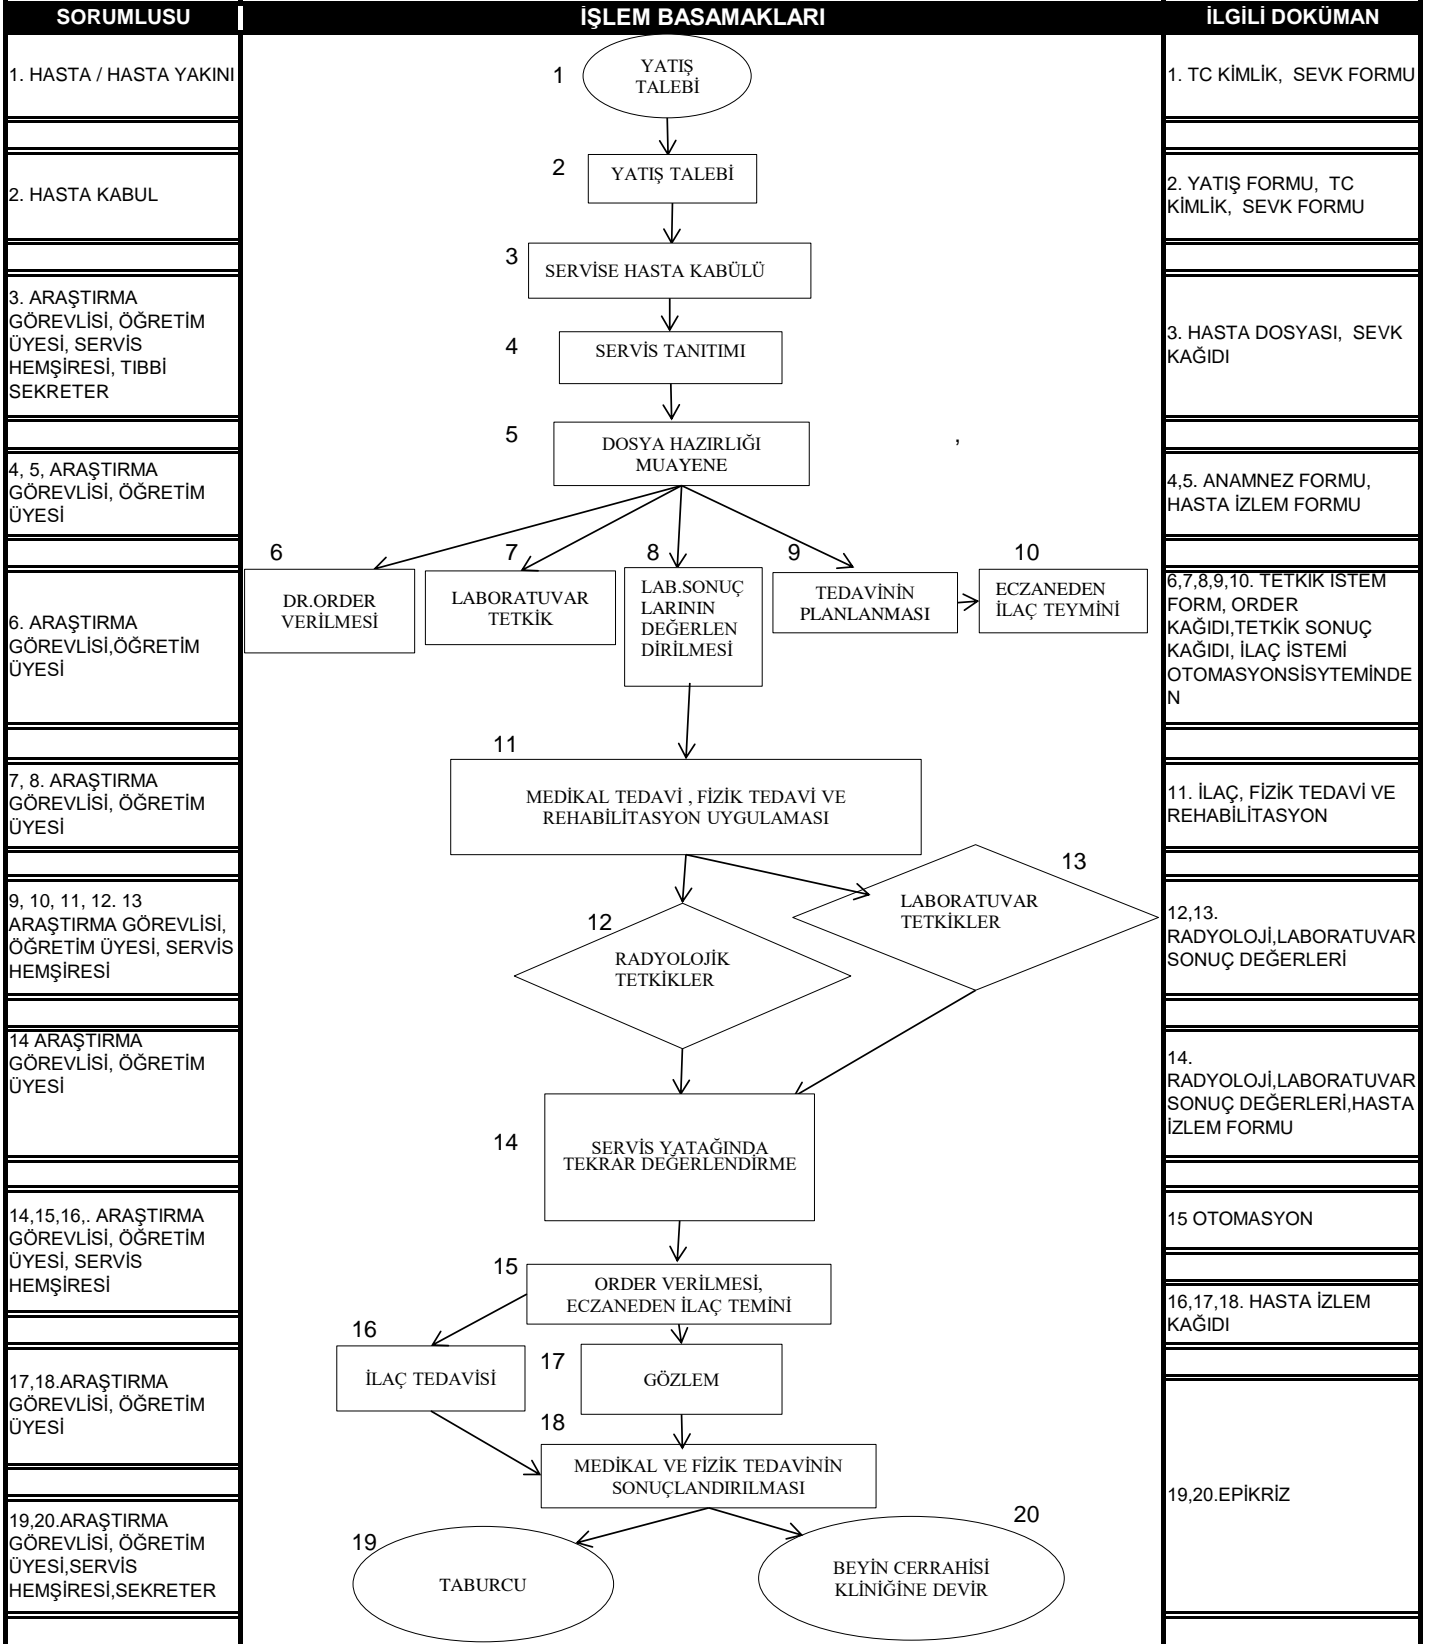 SORUMLUSU
İŞLEM BASAMAKLARI
İLGİLİ DOKÜMAN
1. HASTA / HASTA YAKINI
1
YATIŞ
TALEBİ
1. TC KİMLİK, SEVK FORMU
2. HASTA KABUL
2
YATIŞ TALEBİ
2. YATIŞ FORMU, TC
KİMLİK, SEVK FORMU
3
SERVİSE HASTA KABÜLÜ
3. ARAŞTIRMA
GÖREVLİSİ, ÖĞRETİM
ÜYESİ, SERVİS
HEMŞİRESİ, TIBBİ
SEKRETER
4
SERVİS TANITIMI
3. HASTA DOSYASI, SEVK
KAĞIDI
5
DOSYA HAZIRLIĞI
MUAYENE
,
4, 5, ARAŞTIRMA
GÖREVLİSİ, ÖĞRETİM
ÜYESİ
4,5. ANAMNEZ FORMU,
HASTA İZLEM FORMU
6
DR.ORDER
VERİLMESİ
7
LABORATUVAR
TETKİK
8
LAB.SONUÇ
LARININ
DEĞERLEN
DİRİLMESİ
9
TEDAVİNİN
PLANLANMASI
10
ECZANEDEN
İLAÇ TEYMİNİ
6. ARAŞTIRMA
GÖREVLİSİ,ÖĞRETİM
ÜYESİ
6,7,8,9,10. TETKİK İSTEM
FORM, ORDER
KAĞIDI,TETKİK SONUÇ
KAĞIDI, İLAÇ İSTEMİ
OTOMASYONSİSYTEMİNDE
N
11
MEDİKAL TEDAVİ , FİZİK TEDAVİ VE
REHABİLİTASYON UYGULAMASI
7, 8. ARAŞTIRMA
GÖREVLİSİ, ÖĞRETİM
ÜYESİ
11. İLAÇ, FİZİK TEDAVİ VE
REHABİLİTASYON
9, 10, 11, 12. 13
ARAŞTIRMA GÖREVLİSİ,
ÖĞRETİM ÜYESİ, SERVİS
HEMŞİRESİ
12
RADYOLOJİK
TETKİKLER
13
LABORATUVAR
TETKİKLER
12,13.
RADYOLOJİ,LABORATUVAR
SONUÇ DEĞERLERİ
14 ARAŞTIRMA
GÖREVLİSİ, ÖĞRETİM
ÜYESİ
14
SERVİS YATAĞINDA
TEKRAR DEĞERLENDİRME
14.
RADYOLOJİ,LABORATUVAR
SONUÇ DEĞERLERİ,HASTA
İZLEM FORMU
14,15,16,. ARAŞTIRMA
GÖREVLİSİ, ÖĞRETİM
ÜYESİ, SERVİS
HEMŞİRESİ
15
ORDER VERİLMESİ,
ECZANEDEN İLAÇ TEMİNİ
15 OTOMASYON
16,17,18. HASTA İZLEM
KAĞIDI
16
İLAÇ TEDAVİSİ
17
GÖZLEM
17,18.ARAŞTIRMA
GÖREVLİSİ, ÖĞRETİM
ÜYESİ
18
MEDİKAL VE FİZİK TEDAVİNİN
SONUÇLANDIRILMASI
19,20.EPİKRİZ
19,20.ARAŞTIRMA
GÖREVLİSİ, ÖĞRETİM
ÜYESİ,SERVİS
HEMŞİRESİ,SEKRETER
19
TABURCU
20
BEYİN CERRAHİSİ
KLİNİĞİNE DEVİR